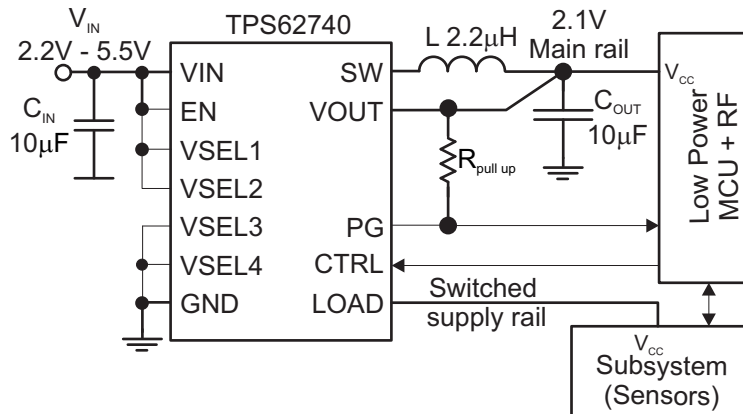 TPS62740
V_IN
2.2V - 5.5V
C_IN
10µF
VIN
EN
VSEL1
VSEL2
VSEL3
VSEL4
GND
SW
VOUT
PG
CTRL
LOAD
L 2.2µH
2.1V
Main rail
C_OUT
10µF
R_pull up
Switched
supply rail
V_CC
Low Power
MCU + RF
V_CC
Subsystem
(Sensors)